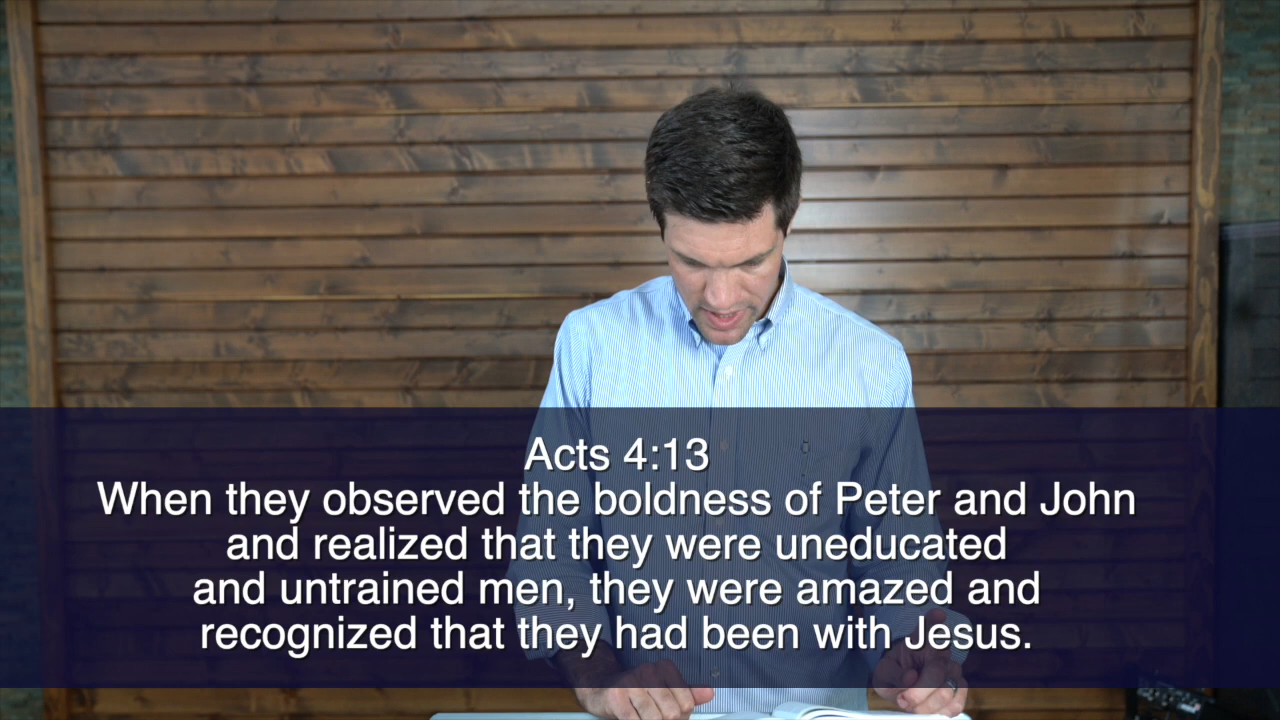 Acts 4:13
When they observed the boldness of Peter and John
and realized that they were uneducated
and untrained men, they were amazed and
recognized that they had been with Jesus.